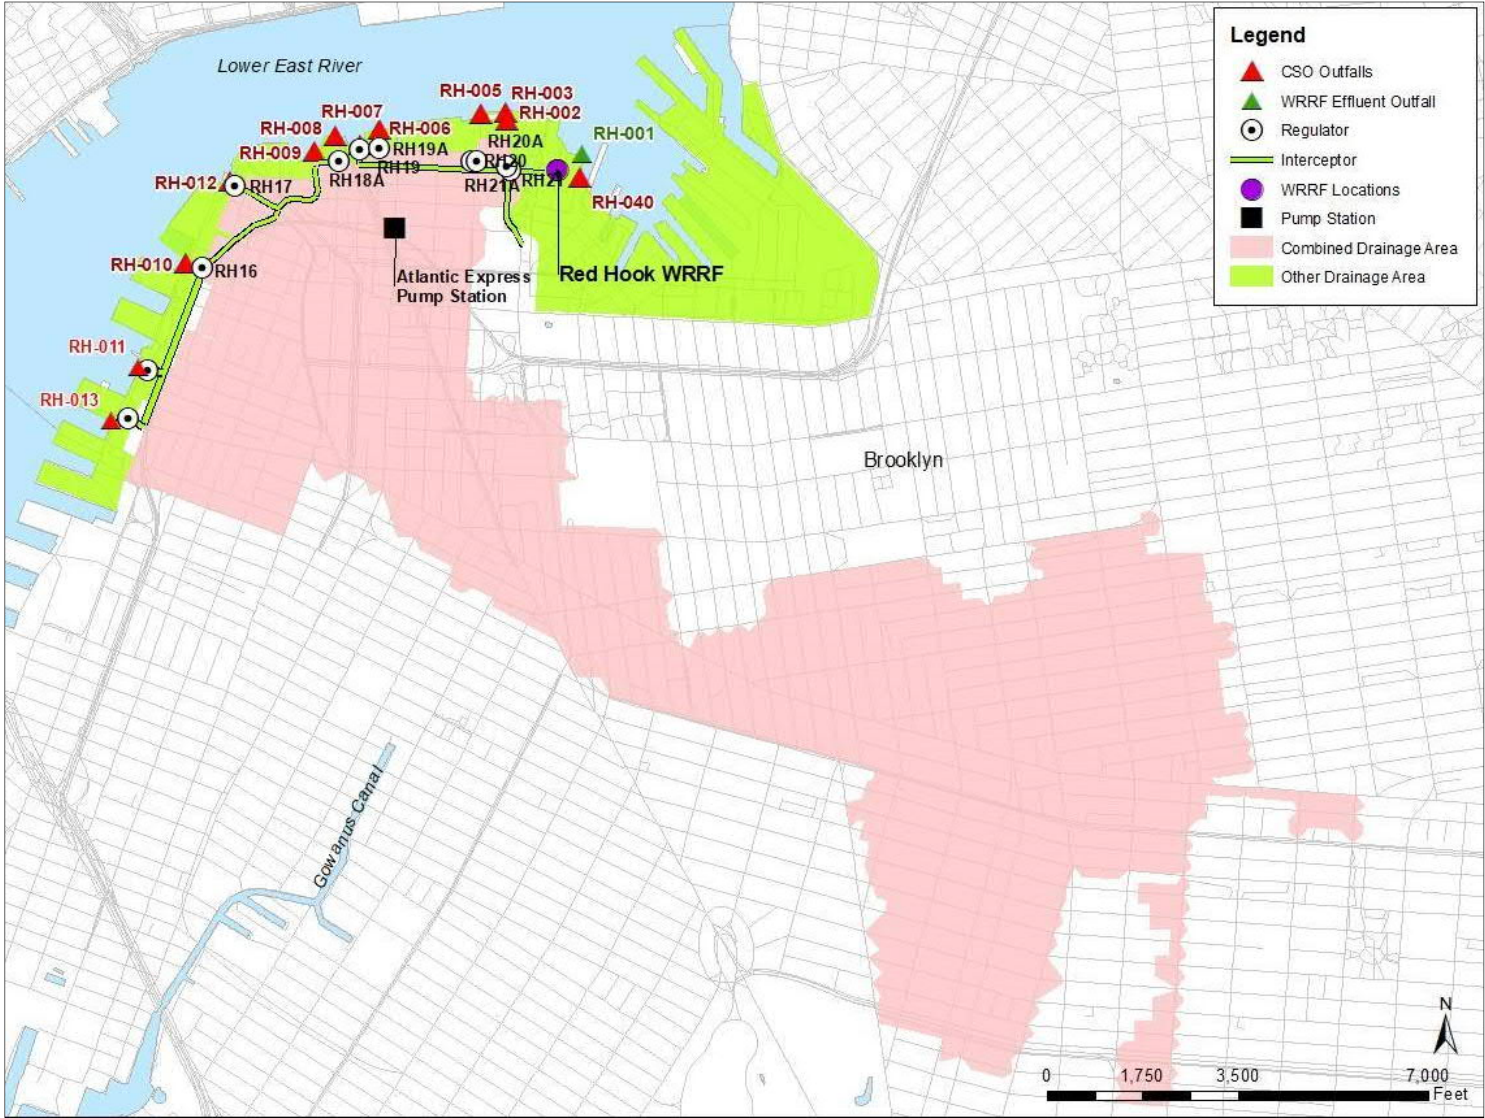 Lower East River
Legend
CSO Outfalls
WRRF Effluent Outfall
Regulator
Interceptor
WRRF Locations
Pump Station
Combined Drainage Area
Other Drainage Area
RH-005
RH-003
RH-002
RH-007
RH-008
RH-006
RH-001
RH-009
RH19A
RH20A
RH19
RH20
RH18A
RH21A
RH21
RH-012
RH17
RH-040
RH-010
RH16
Atlantic Express
Pump Station
Red Hook WRRF
RH-011
RH-013
Brooklyn
Gowanus Canal
N
0 1,750 3,500 7,000
Feet